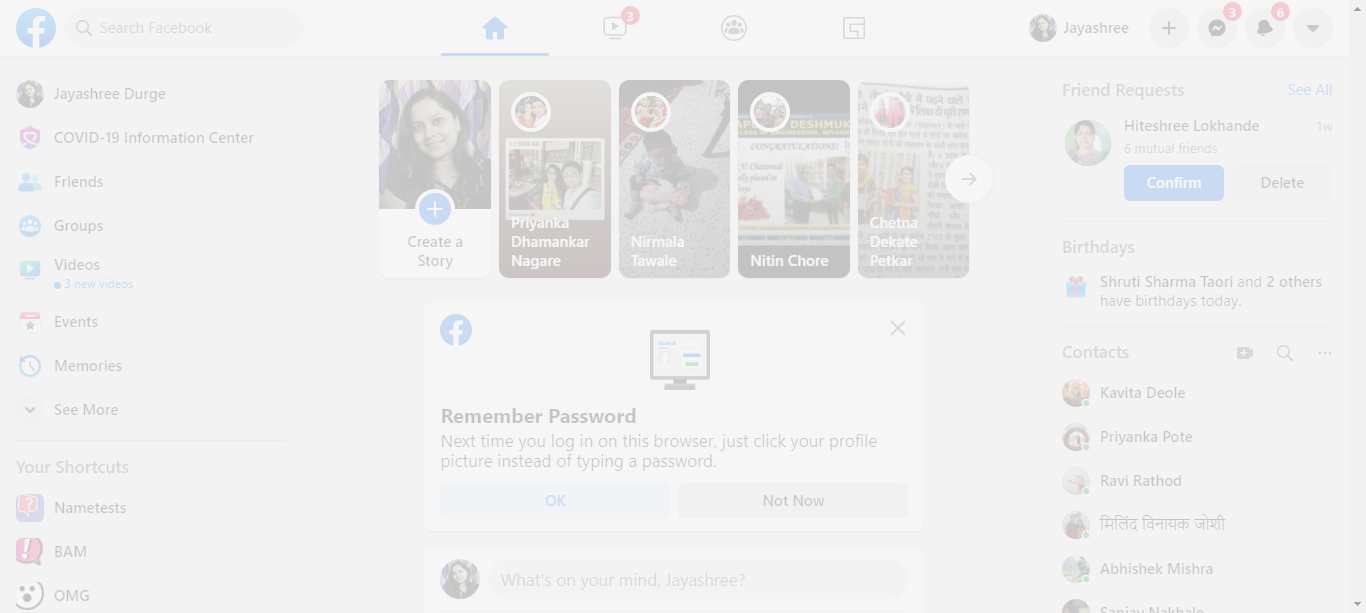 Search Facebook
3
Jayashree
3
6
Jayashree Durge
COVID-19 Information Center
Friends
Groups
Videos
3 new videos
Events
Memories
See More
Your Shortcuts
Nametests
BAM
OMG
Create a
Story
Priyanka
Dhamankar
Nagare
Nirmala
Tawale
DESHMUK
CONGRATULATIONS!
Nitin Chore
Chetna
Dekate
Petkar
Remember Password
Next time you log in on this browser, just click your profile
picture instead of typing a password.
OK
Not Now
What's on your mind, Jayashree?
Friend Requests
See All
Hiteshree Lokhande
1w
6 mutual friends
Confirm
Delete
Birthdays
Shruti Sharma Taori and 2 others
have birthdays today.
Contacts
Kavita Deole
Priyanka Pote
Ravi Rathod
मिलिंद विनायक जोशी
Abhishek Mishra
Sanjay Nakhale